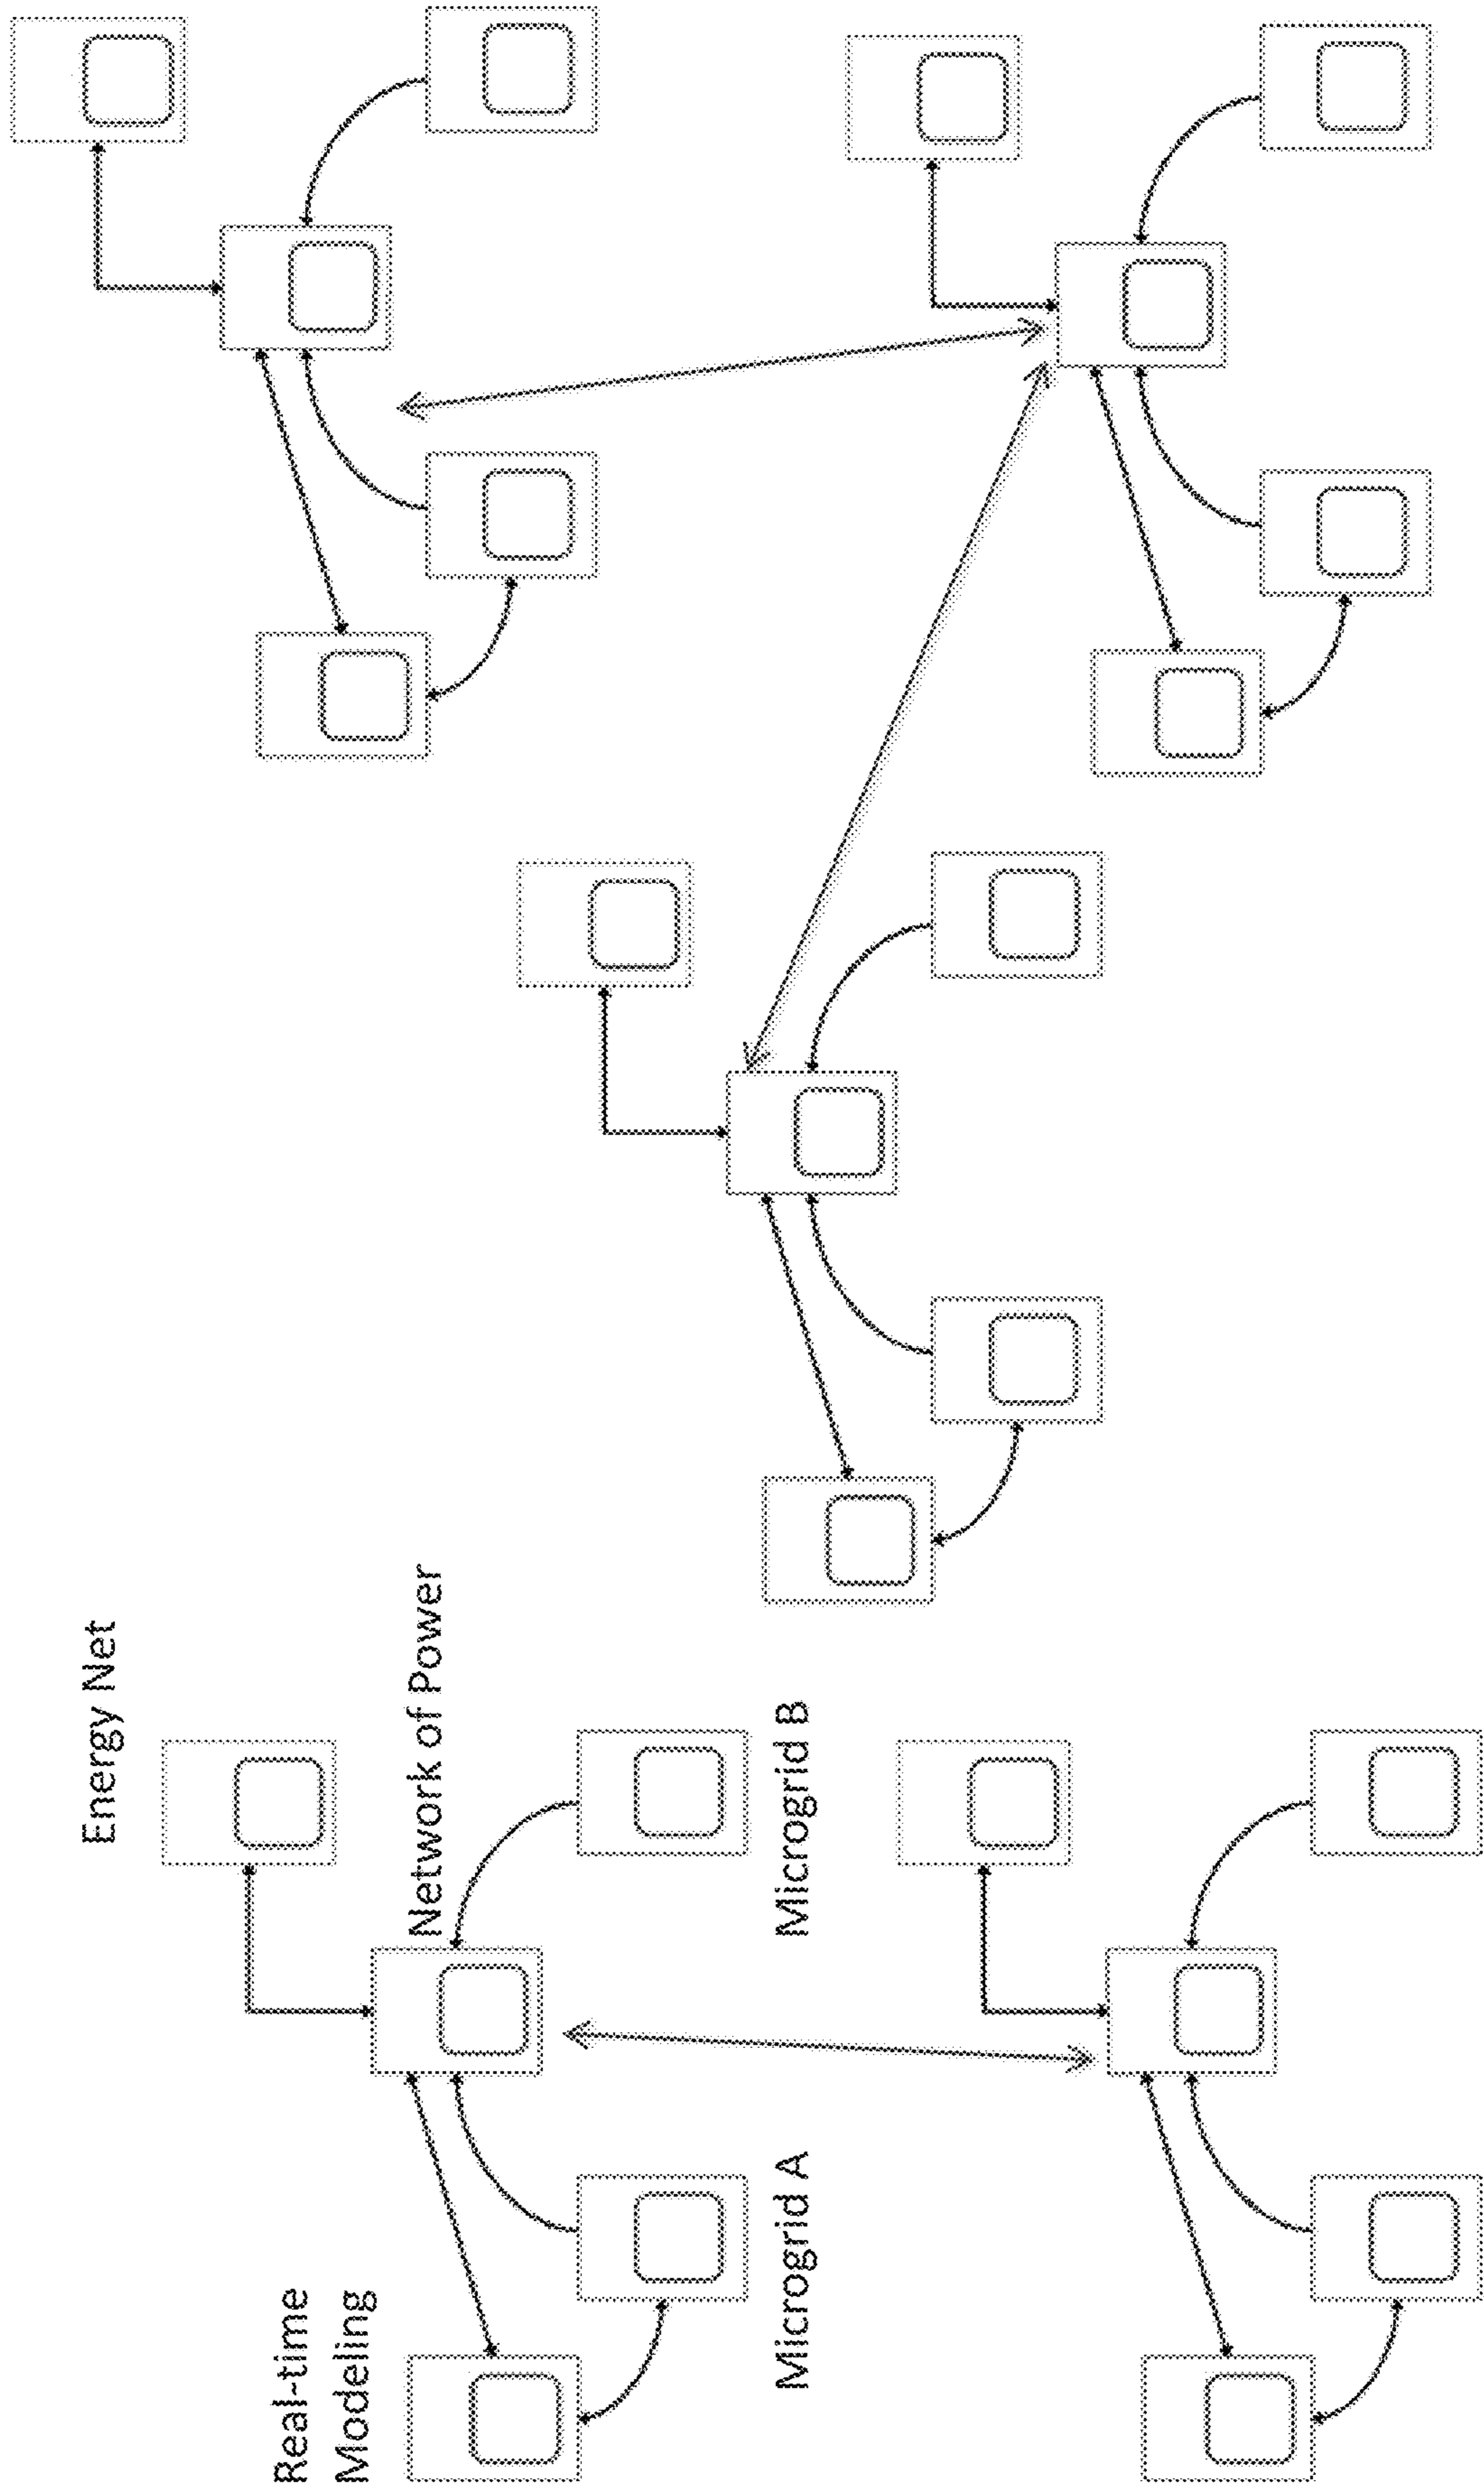 Energy Net
Real-time
Modeling
Network of Power
Microgrid A
Microgrid B